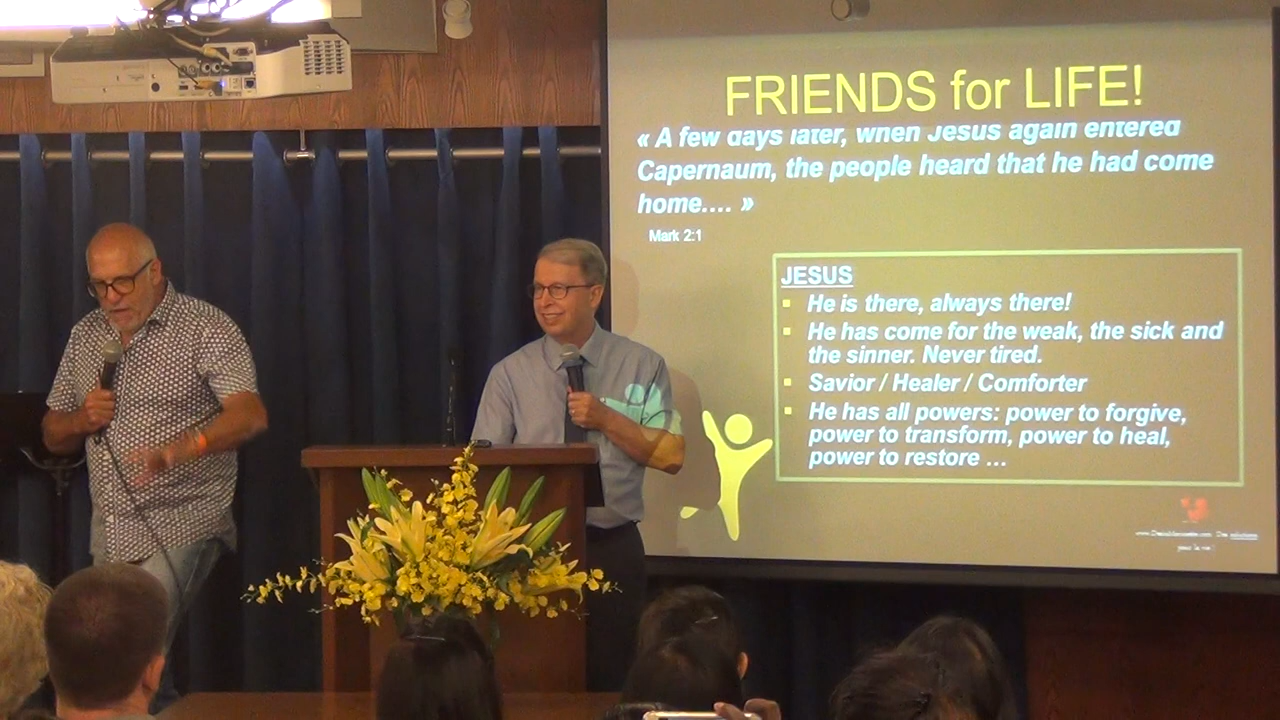 FRIENDS for LIFE!
« A few days later, when Jesus again entered
Capernaum, the people heard that he had come
home.... »
Mark 2:1
JESUS
He is there, always there!
He has come for the weak, the sick and
the sinner. Never tired.
Savior / Healer / Comforter
He has all powers: power to forgive,
power to transform, power to heal,
power to restore ...
pour la vie